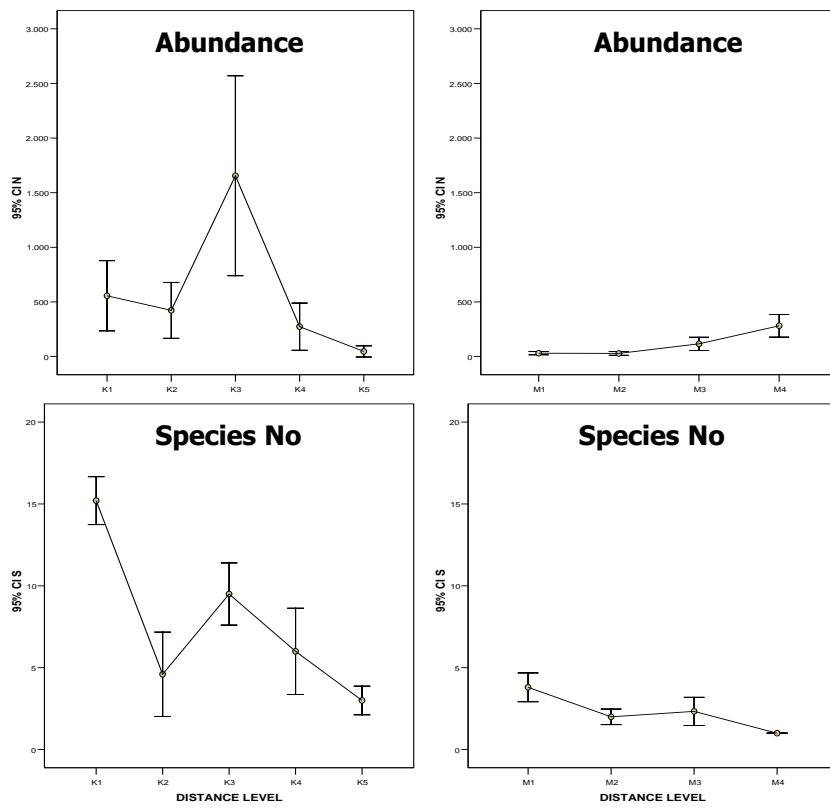 Abundance
3.000
2.500
2.000
1.500
1.000
500
0
95% CI N
K1 K2 K3 K4 K5
Abundance
3.000
2.500
2.000
1.500
1.000
500
0
95% CI N
M1 M2 M3 M4
Species No
20
15
10
5
0
95% CI S
K1 K2 K3 K4 K5
DISTANCE LEVEL
Species No
20
15
10
5
0
95% CI S
M1 M2 M3 M4
DISTANCE LEVEL